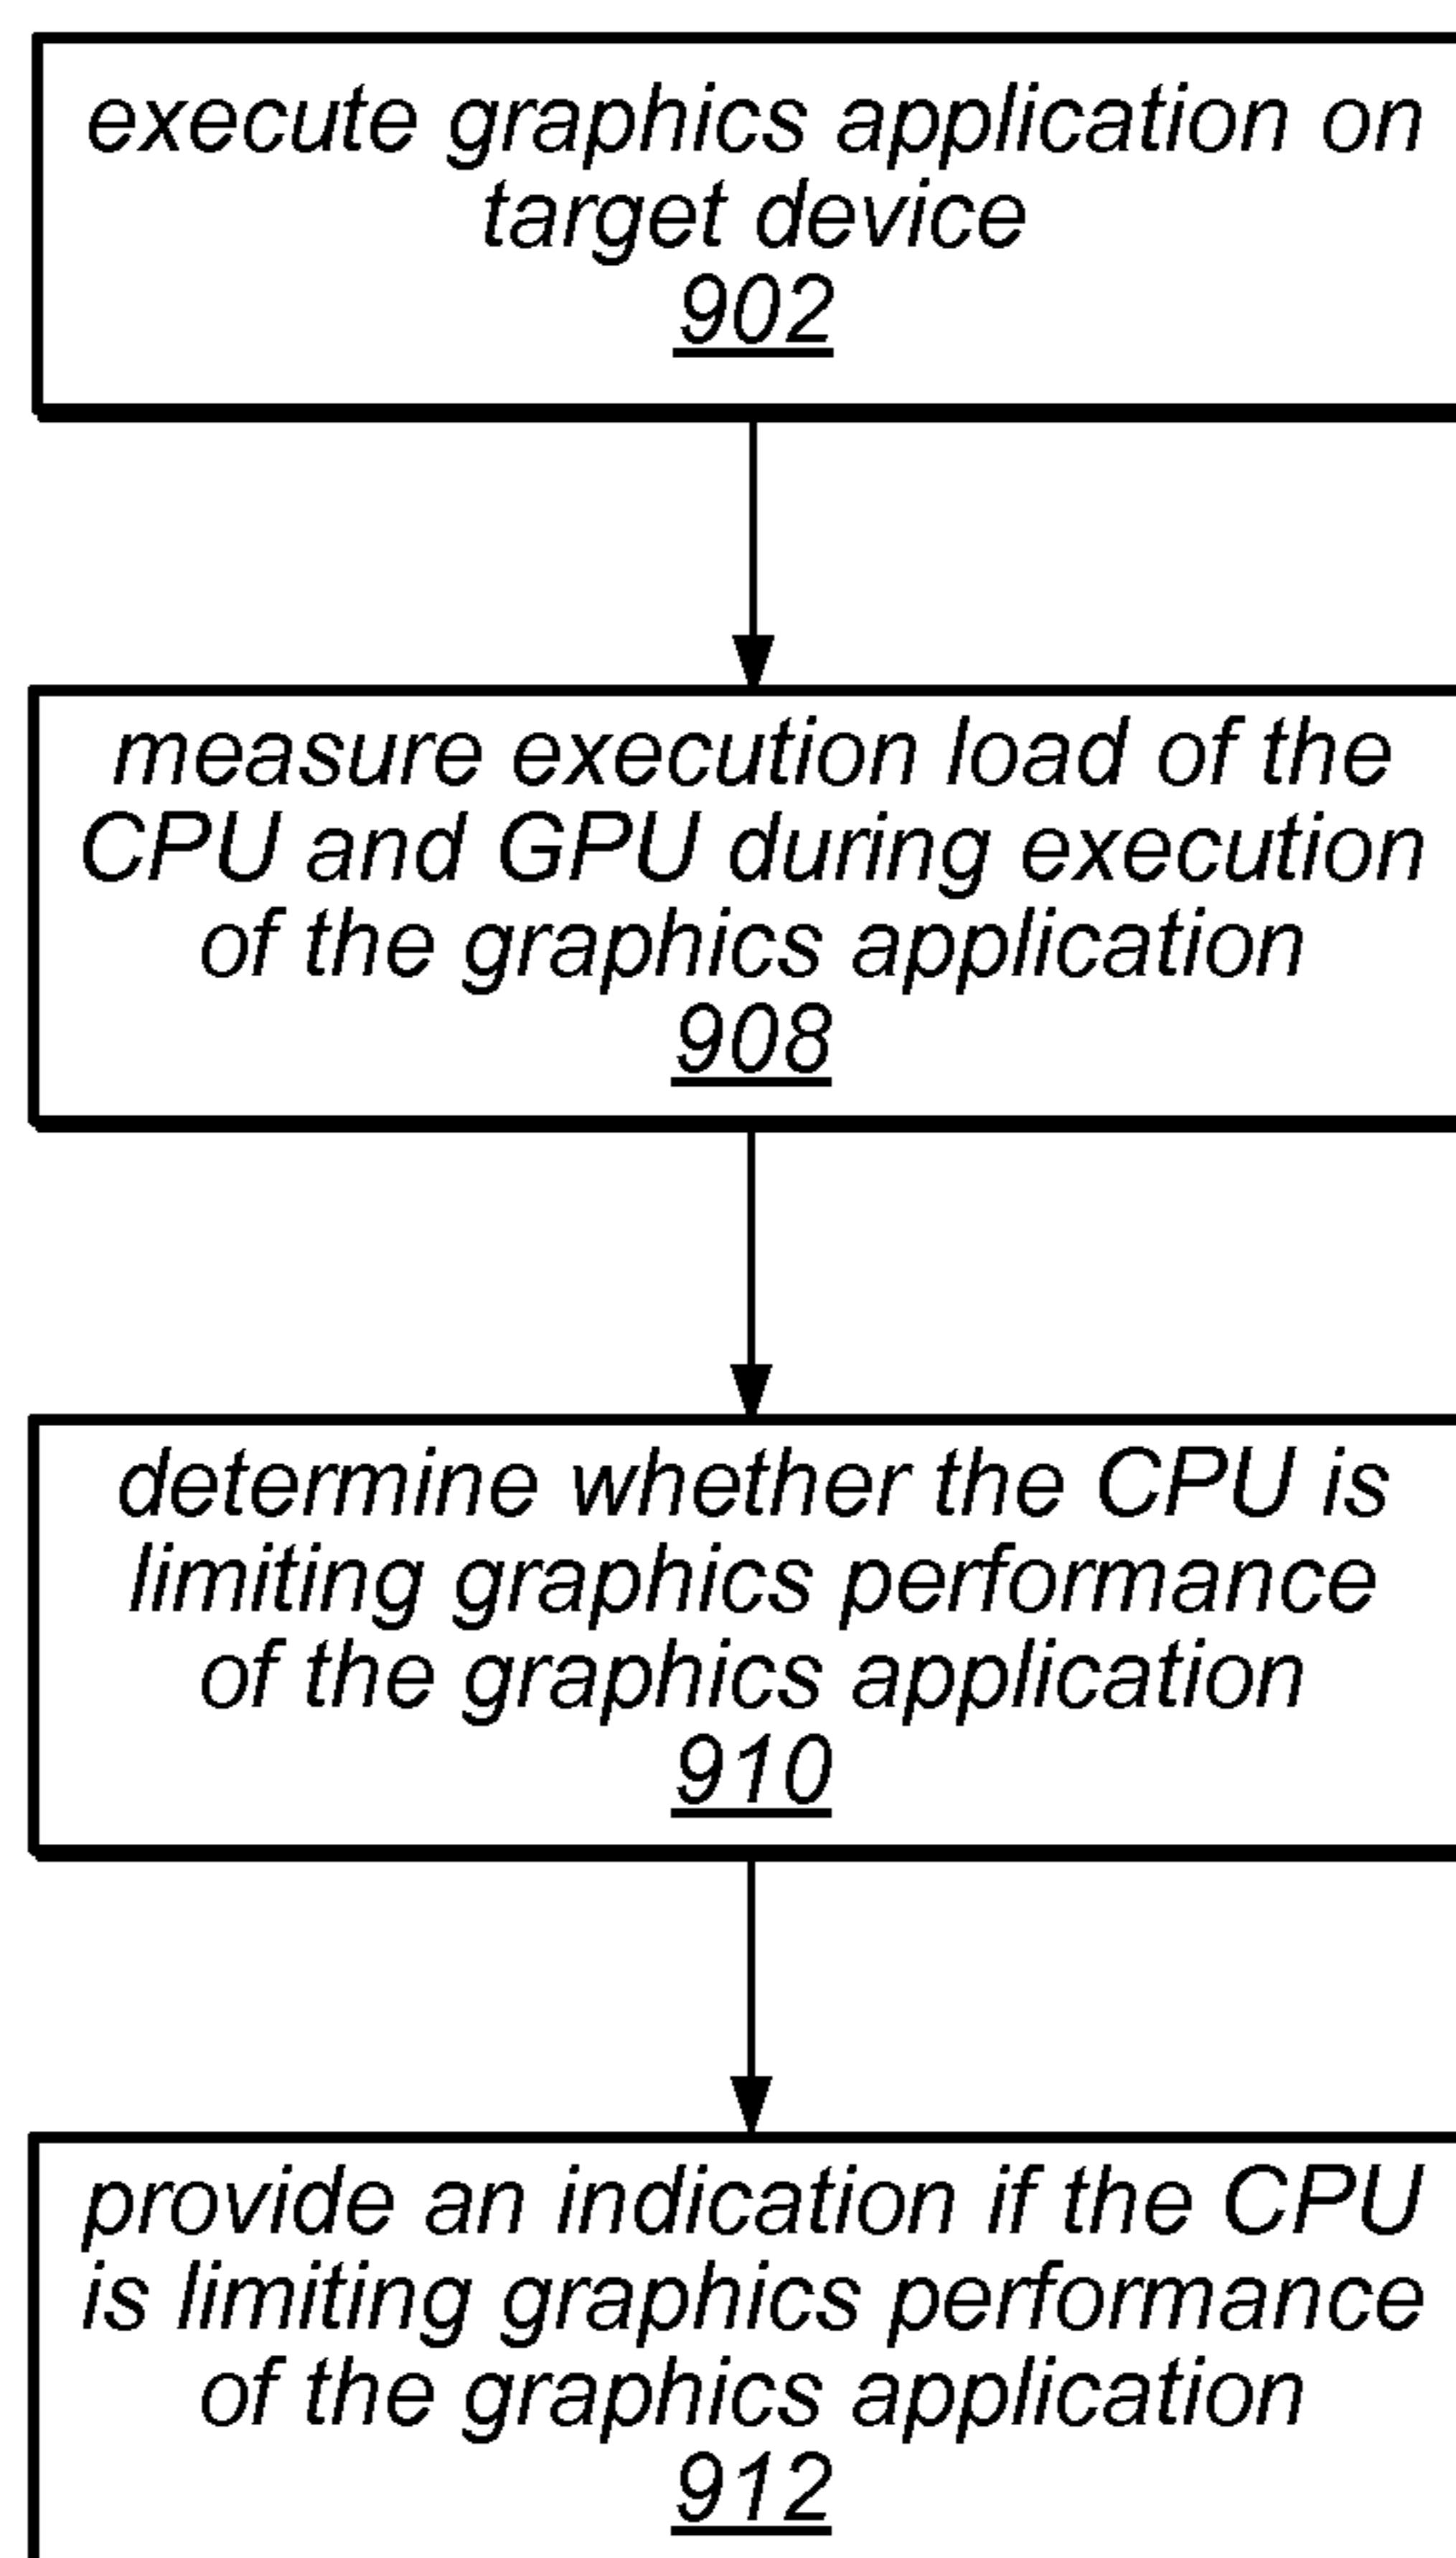 execute graphics application on
target device
902
measure execution load of the
CPU and GPU during execution
of the graphics application
908
determine whether the CPU is
limiting graphics performance
of the graphics application
910
provide an indication if the CPU
is limiting graphics performance
of the graphics application
912